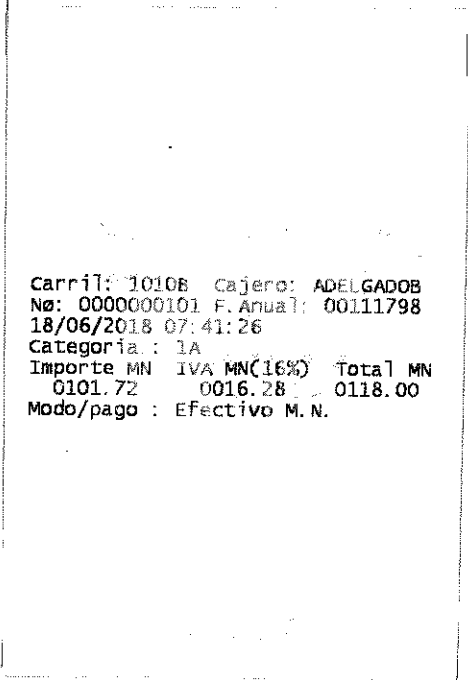 Carril: 1010B Cajero: ADELGADOB
Nø: 0000000101 F.Anual: 00111798
18/06/2018 07:41:26
Categoria : 1A
Importe MN IVA MN(16%) Total MN
0101.72 0016.28 0118.00
Modo/pago : Efectivo M.N.